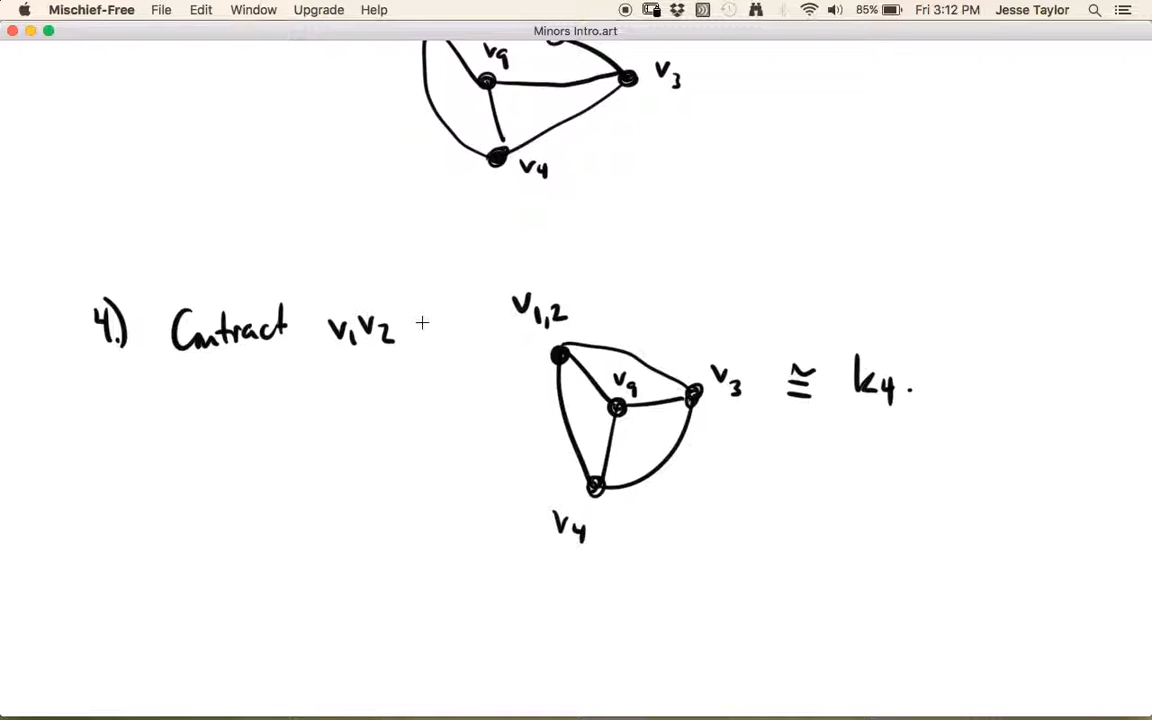 Mischief-Free File Edit View Window Upgrade Help 85% Fri 3:12 PM Jesse Taylor
Minors Intro.art
v9
v3
v4
4.) Contract v1v2
v1,2
v9
v3 ≅ k4.
v4